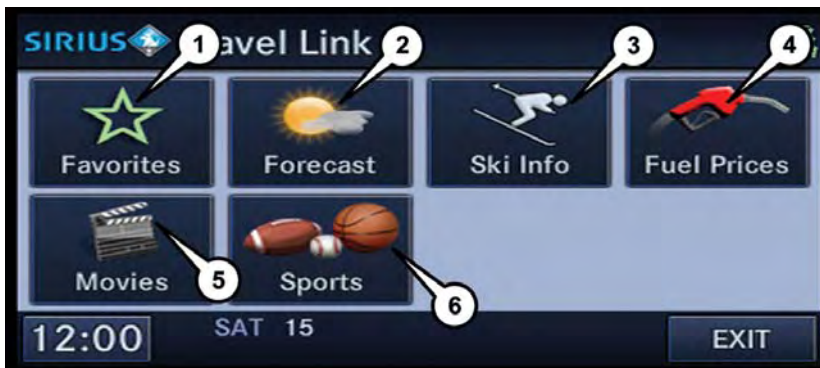 SIRIUS avel Link
1 2 3 4
Favorites Forecast Ski Info Fuel Prices
5 6
Movies Sports
12:00 SAT 15 EXIT